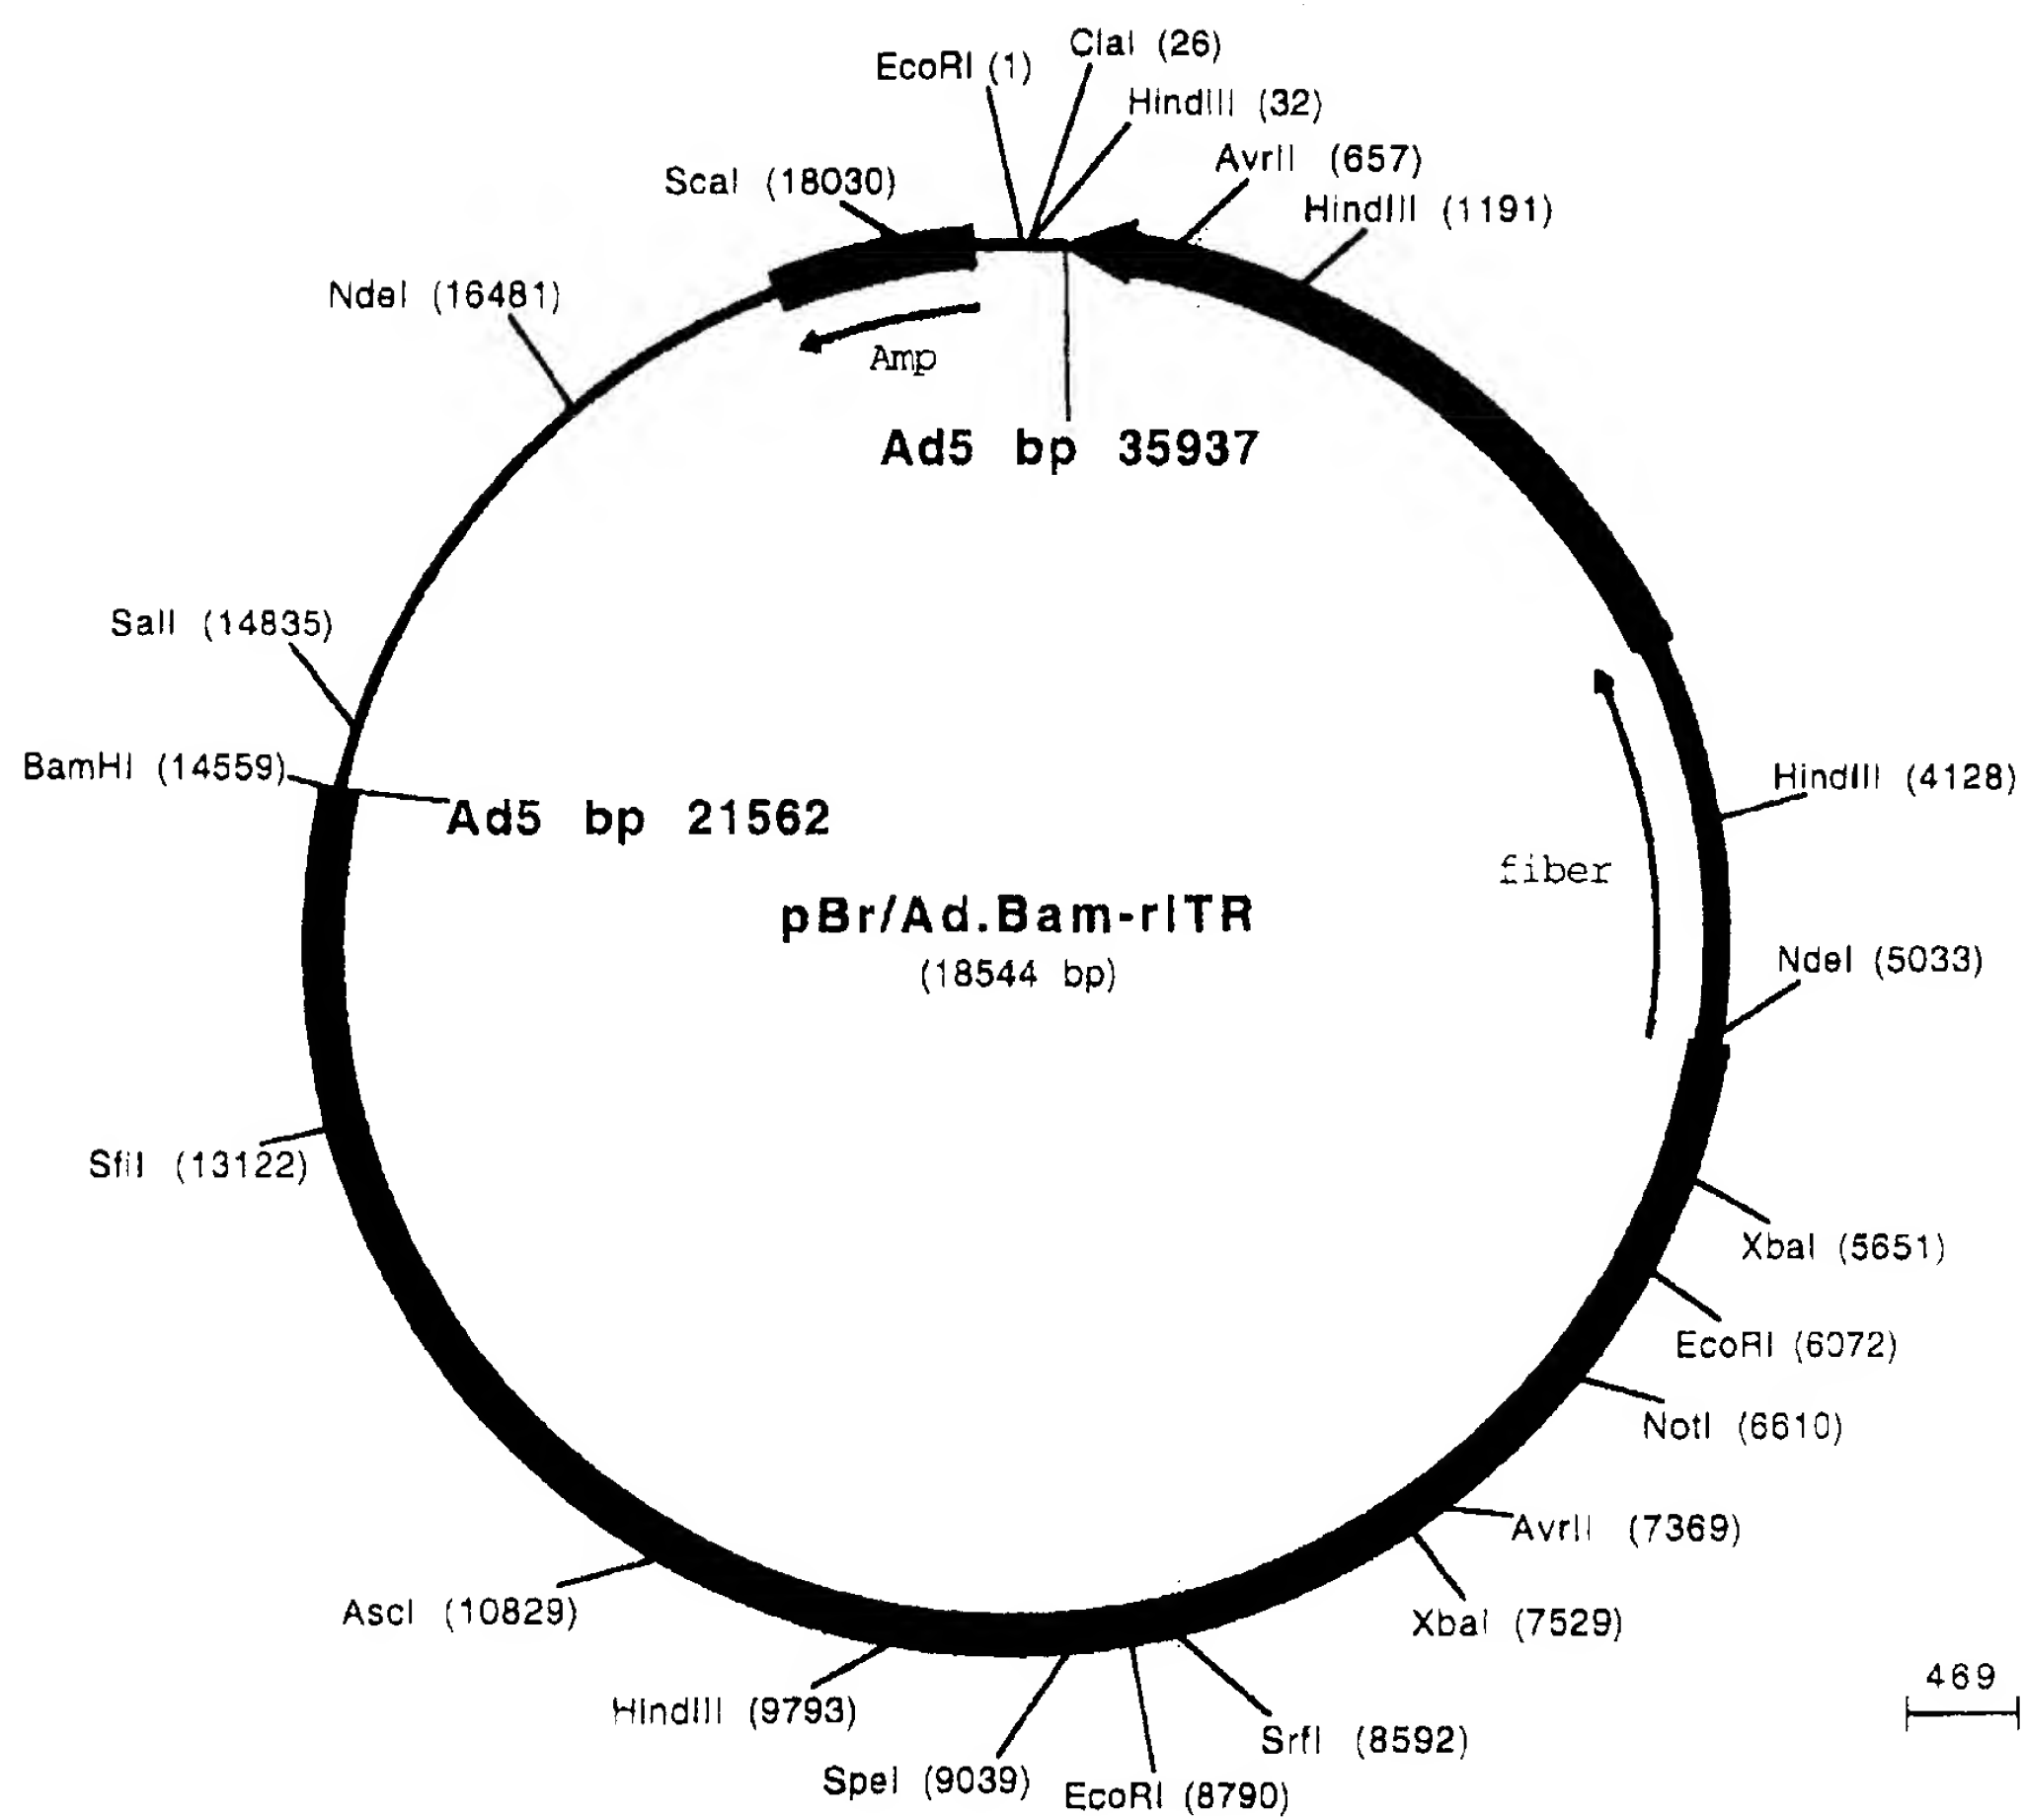 EcoRI (1)
ClaI (26)
HindIII (32)
AvrII (657)
ScaI (18030)
HindIII (1191)
NdeI (16481)
Amp
Ad5 bp 35937
SalI (14835)
BamHI (14559)
HindIII (4128)
Ad5 bp 21562
fiber
pBr/Ad.Bam-rITR
(18544 bp)
NdeI (5033)
SfiI (13122)
XbaI (5651)
EcoRI (6072)
NotI (6610)
AvrII (7369)
AscI (10829)
XbaI (7529)
469
HindIII (9793)
SrfI (8592)
SpeI (9039)
EcoRI (8790)